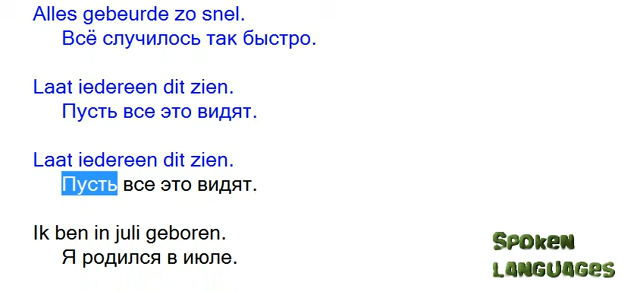 Alles gebeurde zo snel.
Всё случилось так быстро.
Laat iedereen dit zien.
Пусть все это видят.
Laat iedereen dit zien.
Пусть все это видят.
Ik ben in juli geboren.
Я родился в июле.
Spoken
Languages